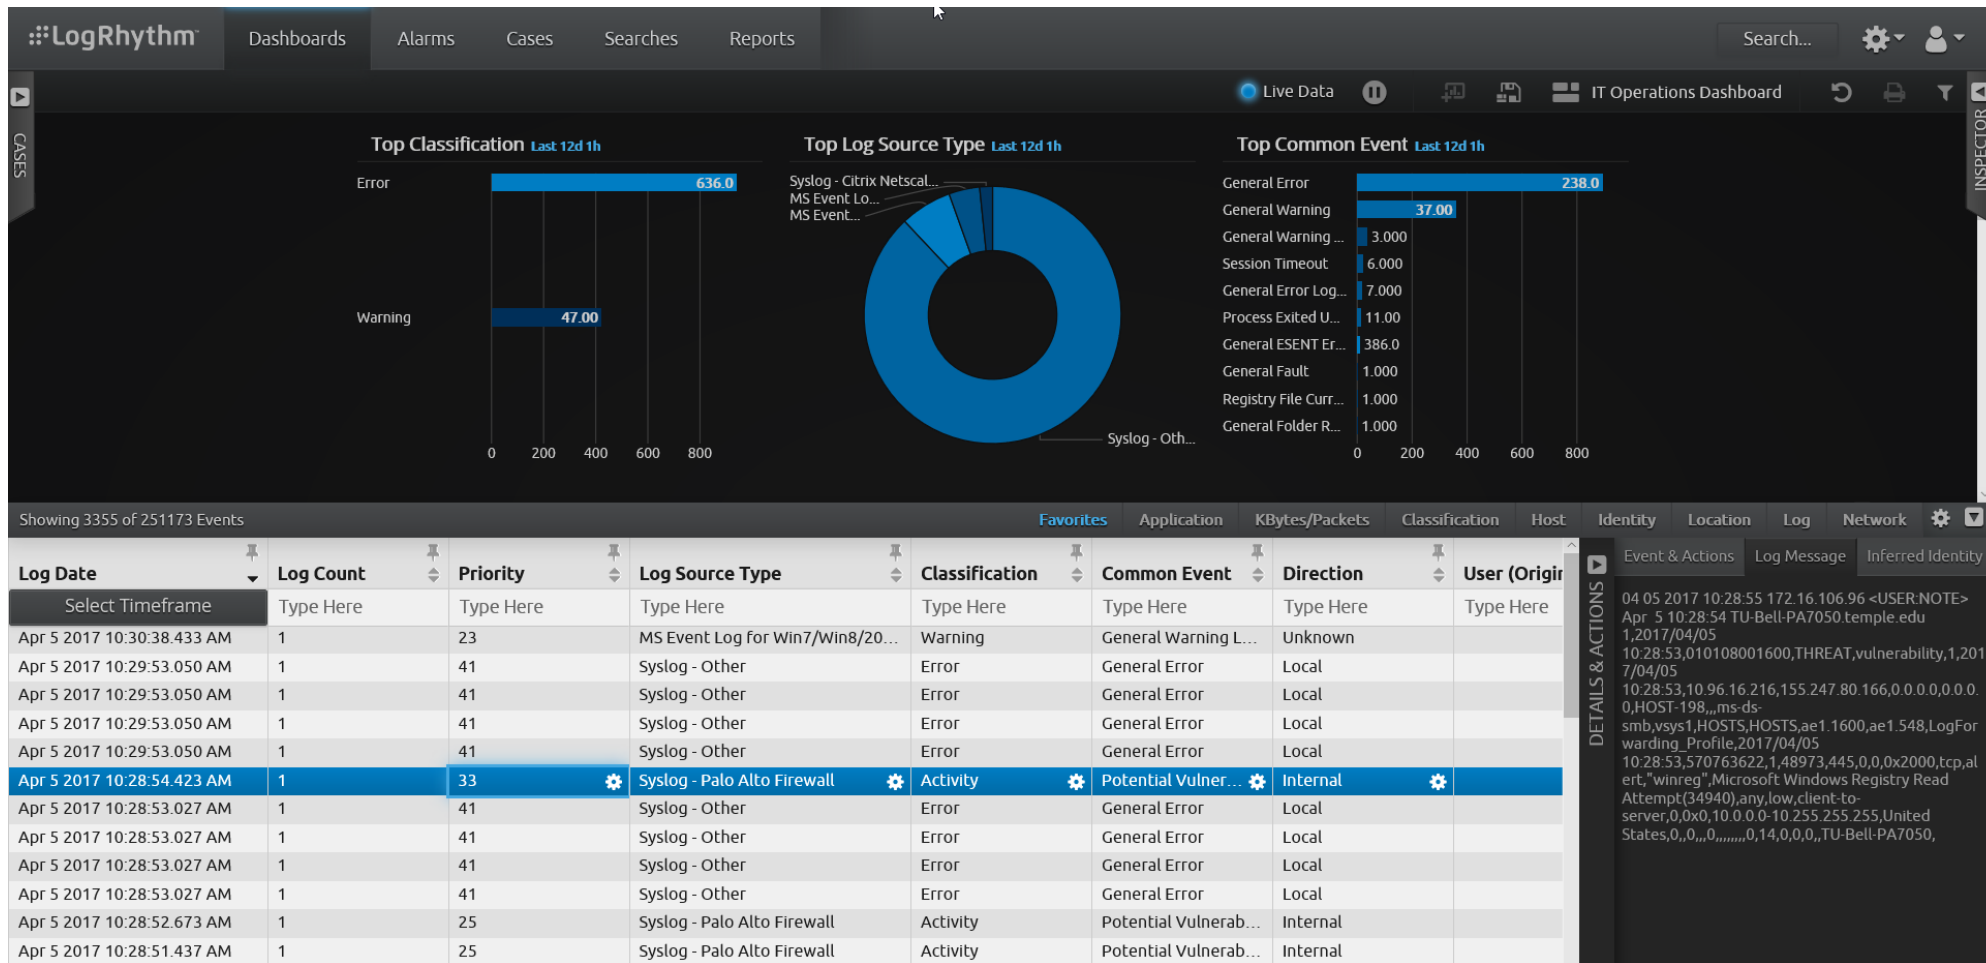 LogRhythm
Dashboards Alarms Cases Searches Reports Search...
Live Data IT Operations Dashboard
CASES
INSPECTOR
Top Classification Last 12d 1h
Error 636.0
Warning 47.00
0 200 400 600 800
Top Log Source Type Last 12d 1h
Syslog - Citrix Netscal...
MS Event Lo...
MS Event...
Syslog - Oth...
Top Common Event Last 12d 1h
General Error 238.0
General Warning 37.00
General Warning ... 3.000
Session Timeout 6.000
General Error Log... 7.000
Process Exited U... 11.00
General ESENT Er... 386.0
General Fault 1.000
Registry File Curr... 1.000
General Folder R... 1.000
0 200 400 600 800
Showing 3355 of 251173 Events Favorites Application KBytes/Packets Classification Host Identity Location Log Network
Log Date Log Count Priority Log Source Type Classification Common Event Direction User (Origin
Select Timeframe Type Here Type Here Type Here Type Here Type Here Type Here Type Here
Apr 5 2017 10:30:38.433 AM 1 23 MS Event Log for Win7/Win8/20... Warning General Warning L... Unknown
Apr 5 2017 10:29:53.050 AM 1 41 Syslog - Other Error General Error Local
Apr 5 2017 10:29:53.050 AM 1 41 Syslog - Other Error General Error Local
Apr 5 2017 10:29:53.050 AM 1 41 Syslog - Other Error General Error Local
Apr 5 2017 10:29:53.050 AM 1 41 Syslog - Other Error General Error Local
Apr 5 2017 10:28:54.423 AM 1 33 Syslog - Palo Alto Firewall Activity Potential Vulner... Internal
Apr 5 2017 10:28:53.027 AM 1 41 Syslog - Other Error General Error Local
Apr 5 2017 10:28:53.027 AM 1 41 Syslog - Other Error General Error Local
Apr 5 2017 10:28:53.027 AM 1 41 Syslog - Other Error General Error Local
Apr 5 2017 10:28:53.027 AM 1 41 Syslog - Other Error General Error Local
Apr 5 2017 10:28:52.673 AM 1 25 Syslog - Palo Alto Firewall Activity Potential Vulnerab... Internal
Apr 5 2017 10:28:51.437 AM 1 25 Syslog - Palo Alto Firewall Activity Potential Vulnerab... Internal
DETAILS & ACTIONS
Event & Actions Log Message Inferred Identity
04 05 2017 10:28:55 172.16.106.96 <USER:NOTE>
Apr 5 10:28:54 TU-Bell-PA7050.temple.edu
1,2017/04/05
10:28:53,010108001600,THREAT,vulnerability,1,201
7/04/05
10:28:53,10.96.16.216,155.247.80.166,0.0.0.0,0.0.0.
0,HOST-198,,,ms-ds-
smb,vsys1,HOSTS,HOSTS,ae1.1600,ae1.548,LogFor
warding_Profile,2017/04/05
10:28:53,570763622,1,48973,445,0,0,0x2000,tcp,al
ert,"winreg",Microsoft Windows Registry Read
Attempt(34940),any,low,client-to-
server,0,0x0,10.0.0.0-10.255.255.255,United
States,0,,0,,,0,,,,,,,,0,14,0,0,0,,TU-Bell-PA7050,